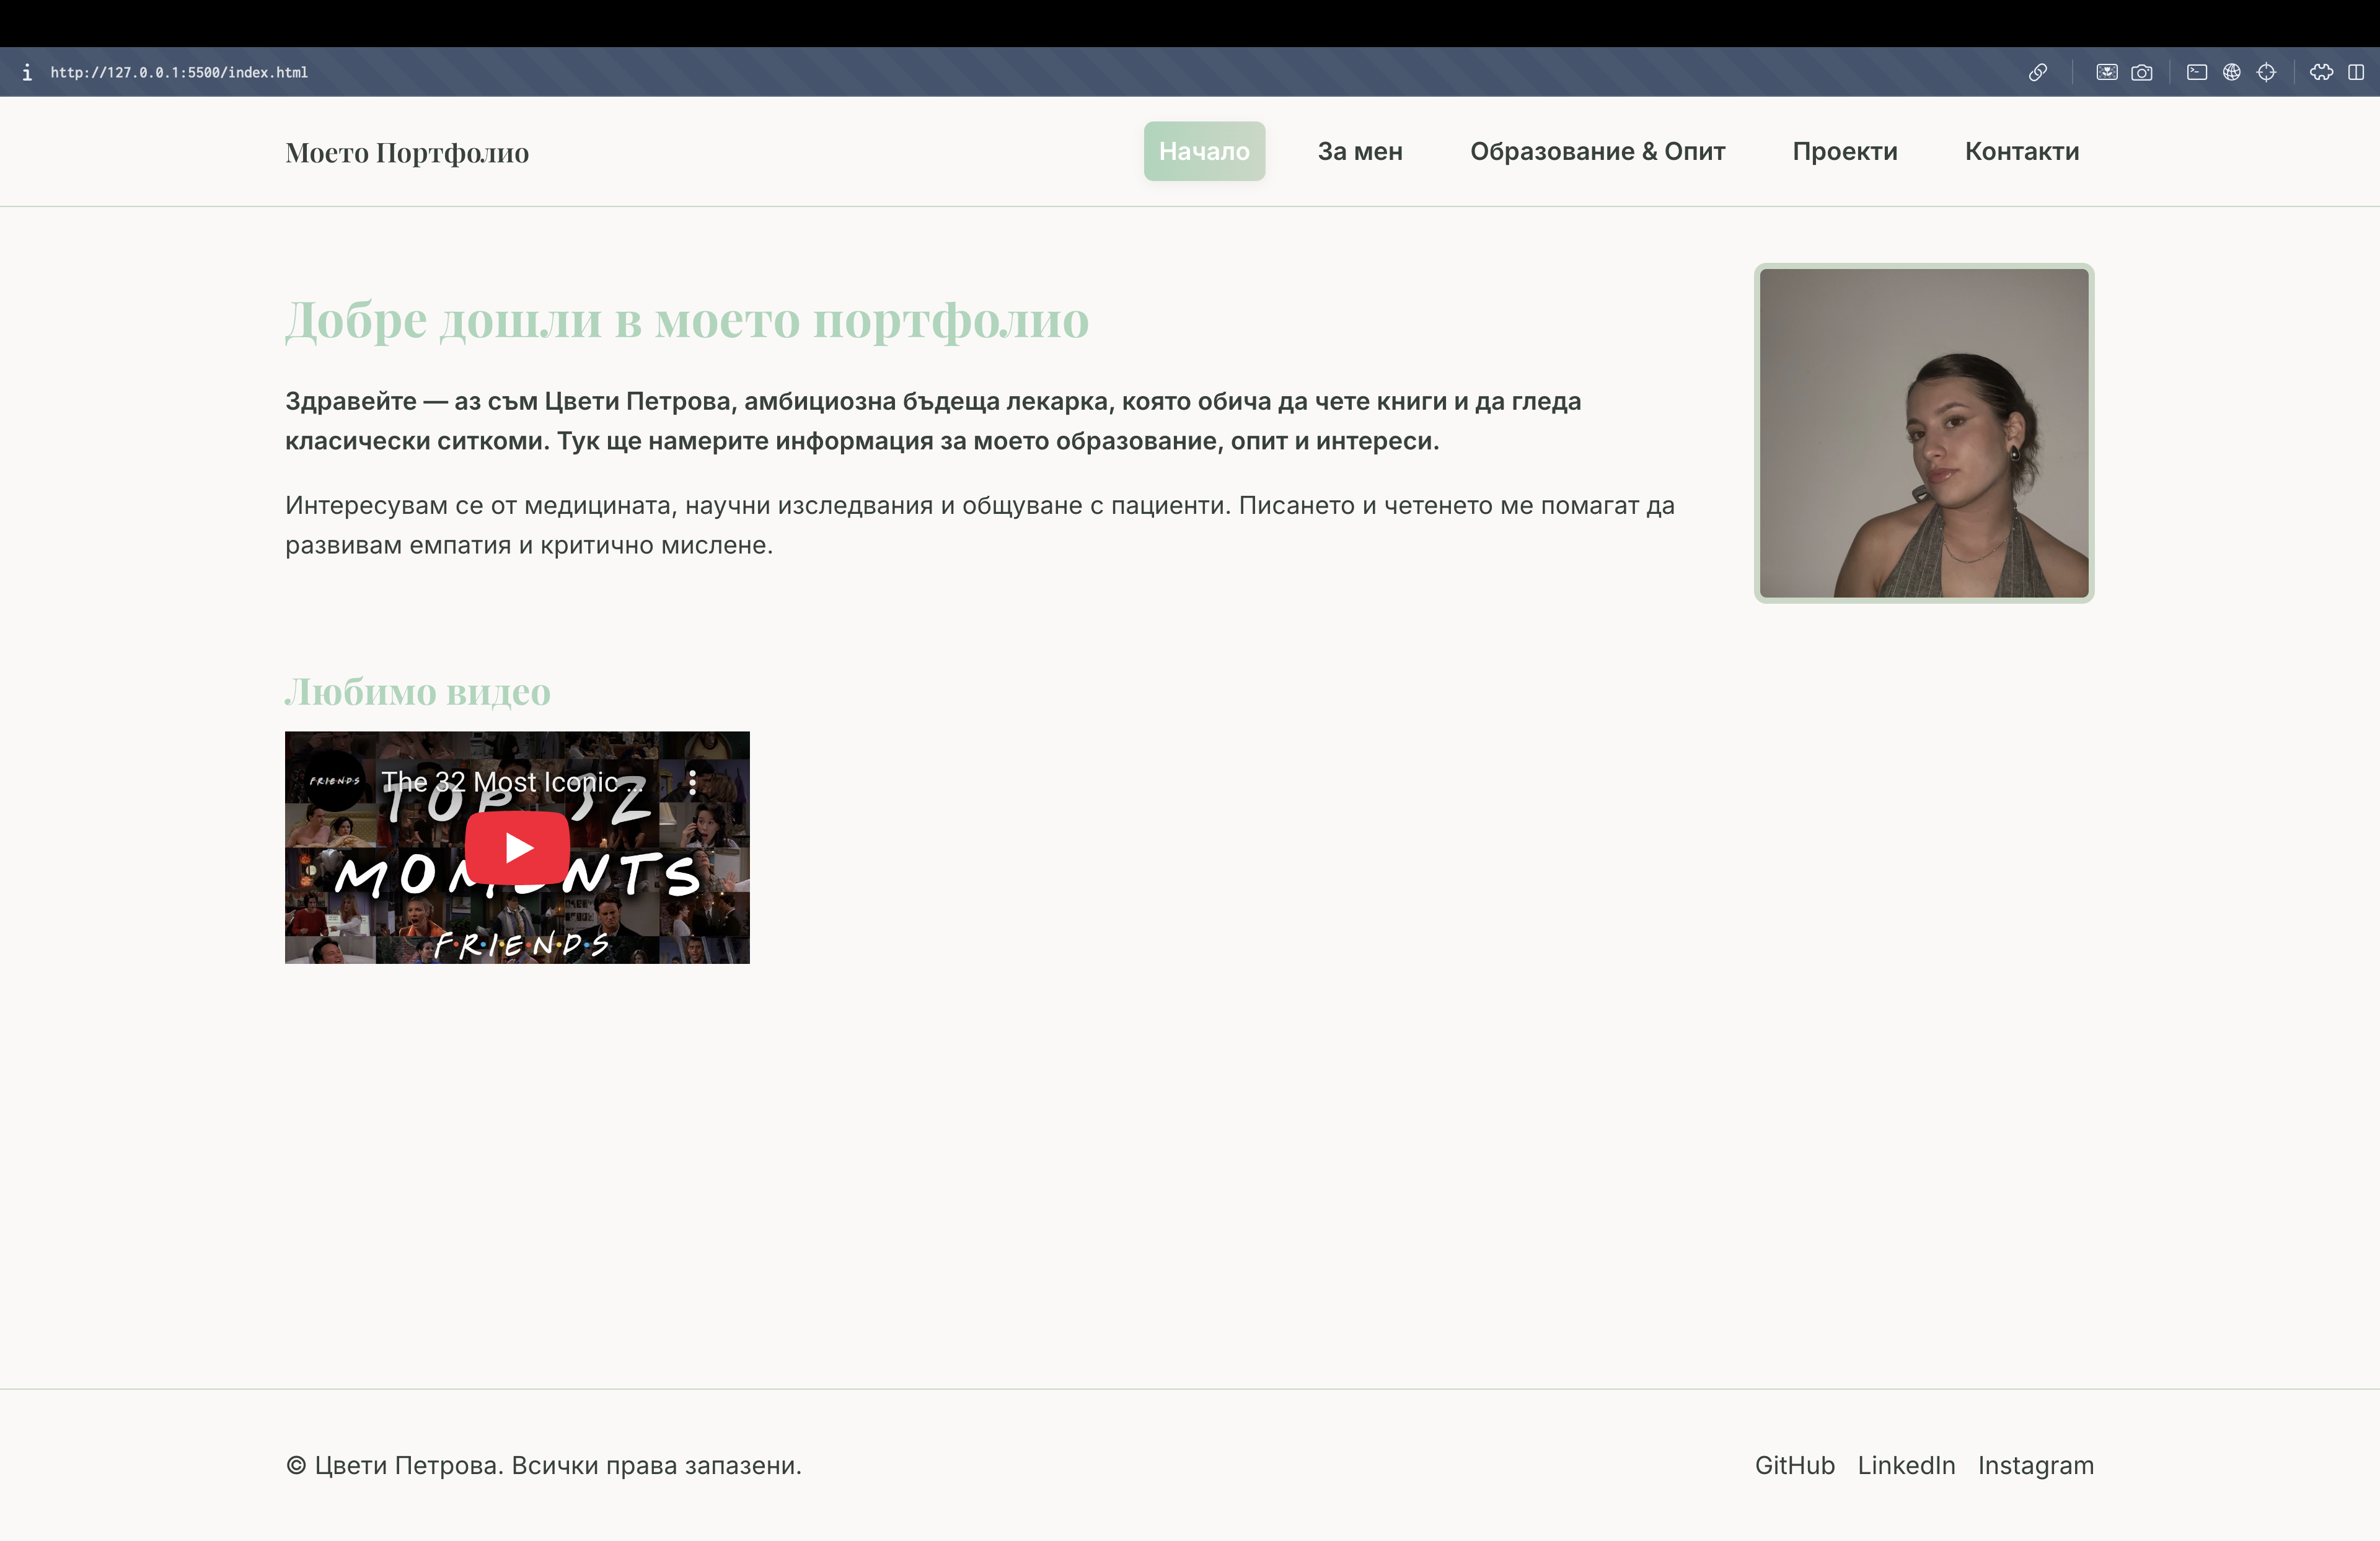 http://127.0.0.1:5500/index.html
Моето Портфолио
Начало
За мен
Образование & Опит
Проекти
Контакти
Добре дошли в моето портфолио
Здравейте — аз съм Цвети Петрова, амбициозна бъдеща лекарка, която обича да чете книги и да гледа
класически ситкоми. Тук ще намерите информация за моето образование, опит и интереси.
Интересувам се от медицината, научни изследвания и общуване с пациенти. Писането и четенето ме помагат да
развивам емпатия и критично мислене.
Любимо видео
FRIENDS
The 32 Most Iconic ...
TOP 32
MOMENTS
F•R•I•E•N•D•S
© Цвети Петрова. Всички права запазени.
GitHub
LinkedIn
Instagram